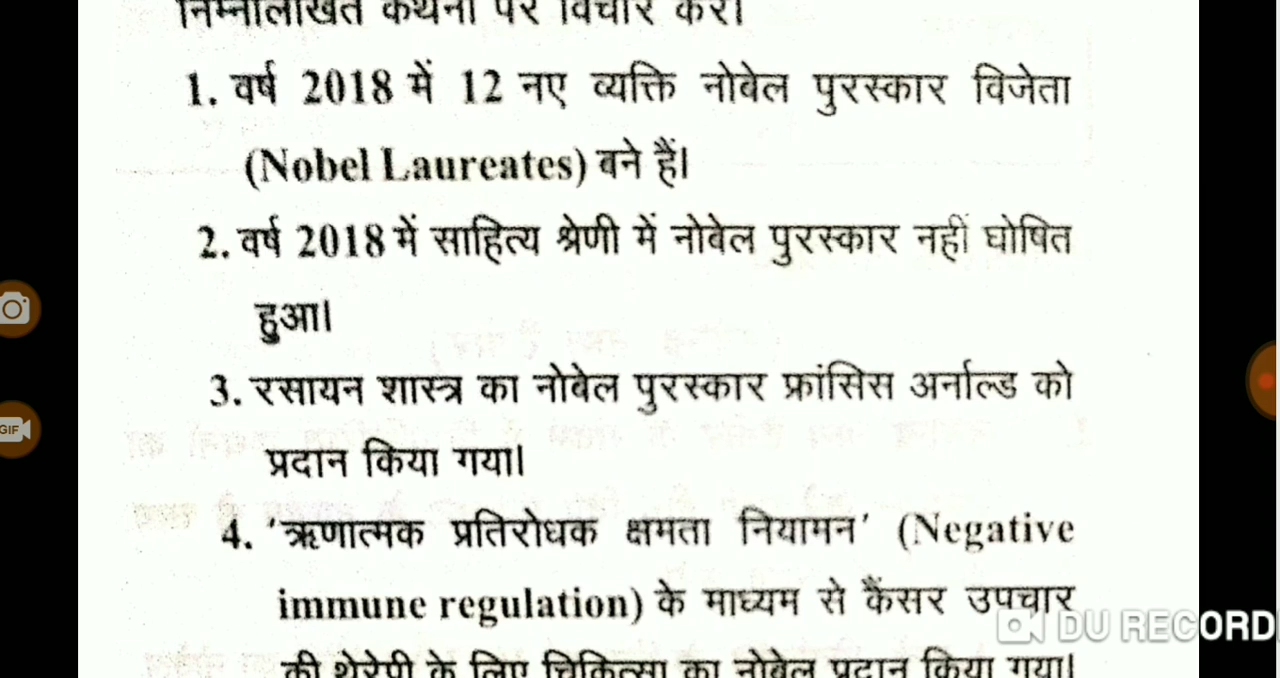 निम्नलिखित कथनों पर विचार करें।
1. वर्ष 2018 में 12 नए व्यक्ति नोबेल पुरस्कार विजेता
(Nobel Laureates) बने हैं।
2. वर्ष 2018 में साहित्य श्रेणी में नोबेल पुरस्कार नहीं घोषित
हुआ।
3. रसायन शास्त्र का नोबेल पुरस्कार फ्रांसिस अर्नाल्ड को
प्रदान किया गया।
4. 'ऋणात्मक प्रतिरोधक क्षमता नियामन' (Negative
immune regulation) के माध्यम से कैंसर उपचार
की थेरेपी के लिए चिकित्सा का नोबेल प्रदान किया गया।
GIF
DU RECORD